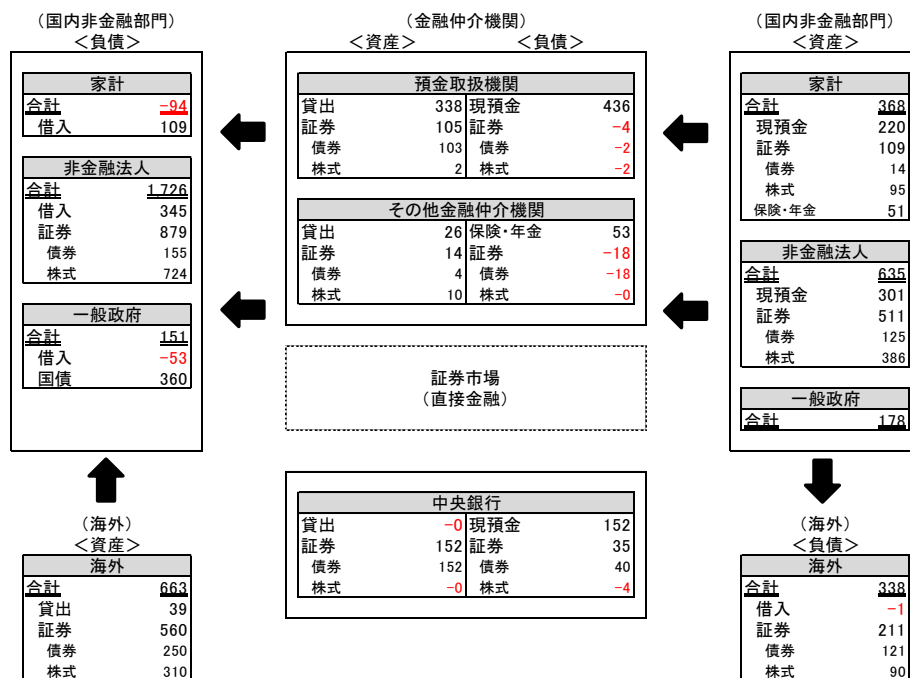 （国内非金融部門）
＜負債＞
家計
合計 -94
借入 109
非金融法人
合計 1,726
借入 345
証券 879
債券 155
株式 724
一般政府
合計 151
借入 -53
国債 360
（金融仲介機関）
＜資産＞ ＜負債＞
預金取扱機関
貸出 338 現預金 436
証券 105 証券 -4
債券 103 債券 -2
株式 2 株式 -2
その他金融仲介機関
貸出 26 保険・年金 53
証券 14 証券 -18
債券 4 債券 -18
株式 10 株式 -0
証券市場
（直接金融）
中央銀行
貸出 -0 現預金 152
証券 152 証券 35
債券 152 債券 40
株式 -0 株式 -4
（国内非金融部門）
＜資産＞
家計
合計 368
現預金 220
証券 109
債券 14
株式 95
保険・年金 51
非金融法人
合計 635
現預金 301
証券 511
債券 125
株式 386
一般政府
合計 178
（海外）
＜資産＞
海外
合計 663
貸出 39
証券 560
債券 250
株式 310
（海外）
＜負債＞
海外
合計 338
借入 -1
証券 211
債券 121
株式 90